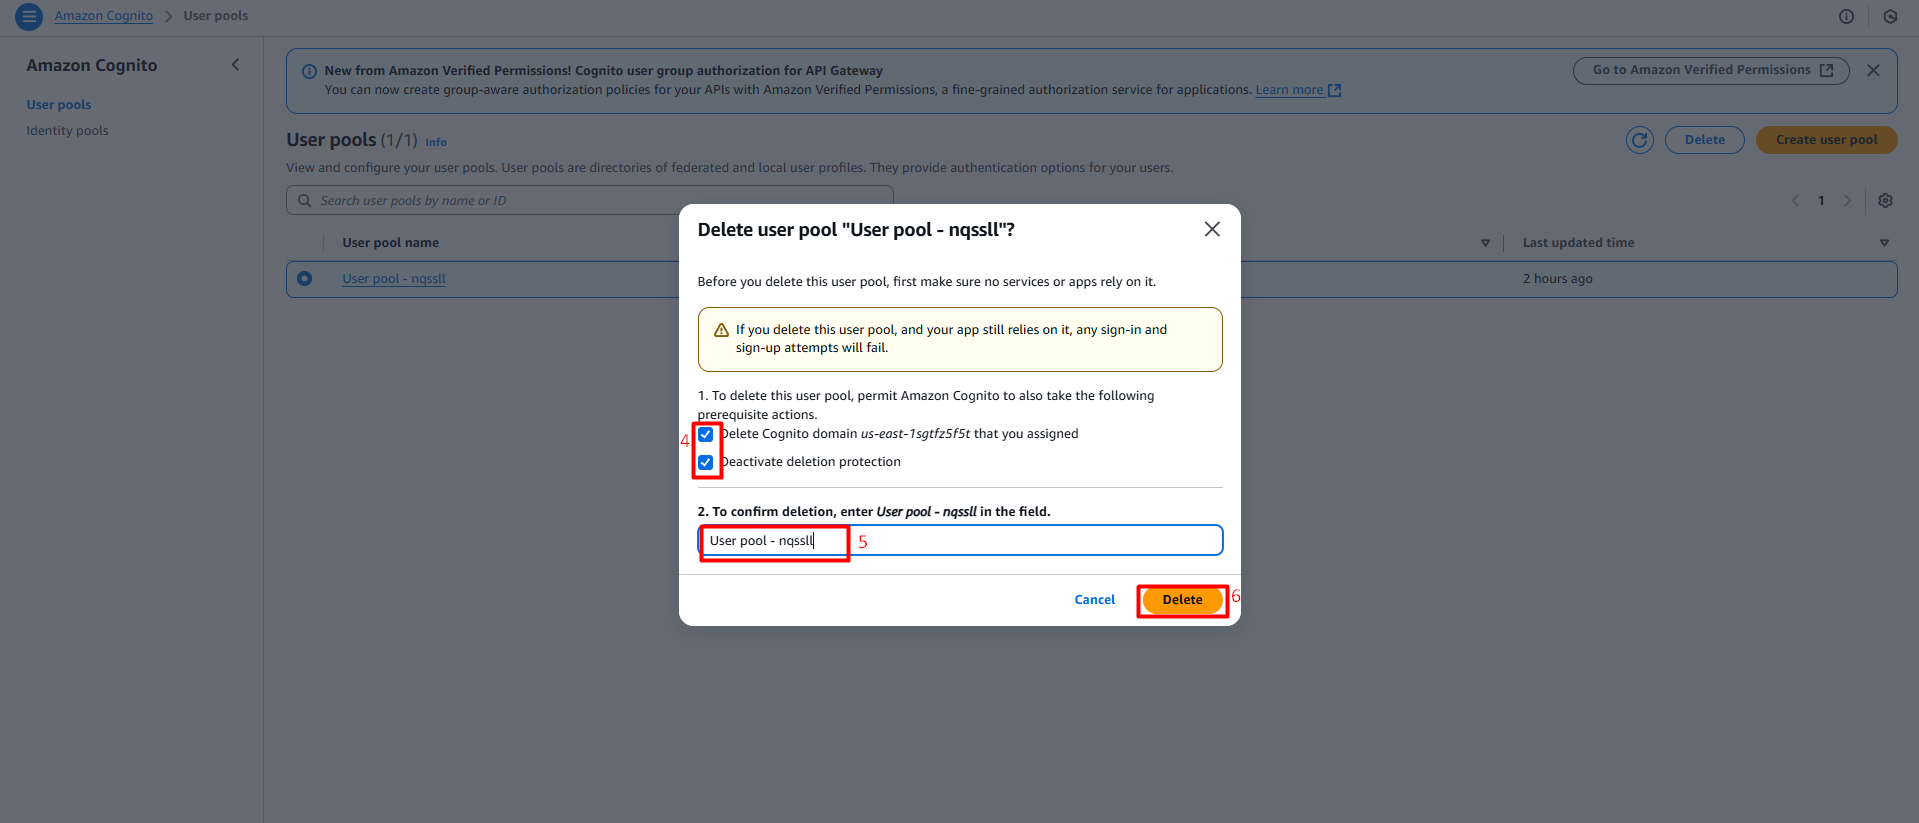 Amazon Cognito > User pools
Amazon Cognito
User pools
Identity pools
New from Amazon Verified Permissions! Cognito user group authorization for API Gateway
You can now create group-aware authorization policies for your APIs with Amazon Verified Permissions, a fine-grained authorization service for applications. Learn more
Go to Amazon Verified Permissions
User pools (1/1) Info
Delete
Create user pool
View and configure your user pools. User pools are directories of federated and local user profiles. They provide authentication options for your users.
Search user pools by name or ID
1
User pool name
Last updated time
User pool - nqssll
2 hours ago
Delete user pool "User pool - nqssll"?
Before you delete this user pool, first make sure no services or apps rely on it.
If you delete this user pool, and your app still relies on it, any sign-in and
sign-up attempts will fail.
1. To delete this user pool, permit Amazon Cognito to also take the following
prerequisite actions.
4
Delete Cognito domain us-east-1sgtfz5f5t that you assigned
Deactivate deletion protection
2. To confirm deletion, enter User pool - nqssll in the field.
User pool - nqssll
5
Cancel
Delete
6